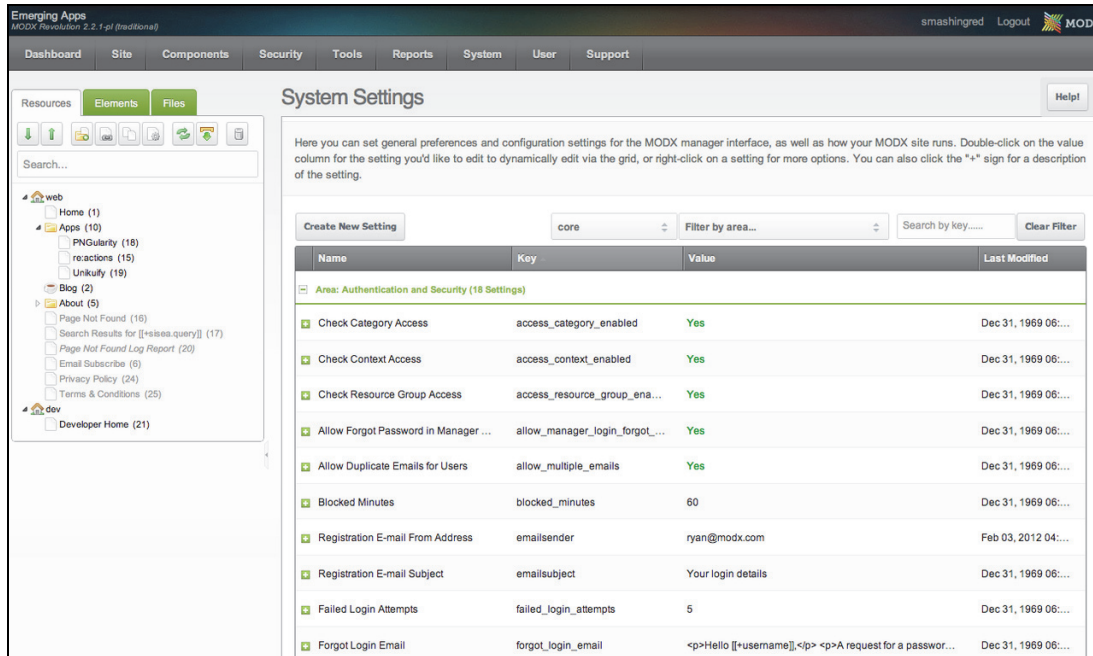 Emerging Apps
MODX Revolution 2.2.1-pl (traditional)
smashingred Logout MOD
Dashboard Site Components Security Tools Reports System User Support
Resources Elements Files
Search...
web
Home (1)
Apps (10)
PNGularity (18)
re:actions (15)
Unikuify (19)
Blog (2)
About (5)
Page Not Found (16)
Search Results for [[+sisea.query]] (17)
Page Not Found Log Report (20)
Email Subscribe (6)
Privacy Policy (24)
Terms & Conditions (25)
dev
Developer Home (21)
System Settings
Help!
Here you can set general preferences and configuration settings for the MODX manager interface, as well as how your MODX site runs. Double-click on the value
column for the setting you'd like to edit to dynamically edit via the grid, or right-click on a setting for more options. You can also click the "+" sign for a description
of the setting.
Create New Setting core Filter by area... Search by key...... Clear Filter
Name Key Value Last Modified
Area: Authentication and Security (18 Settings)
Check Category Access access_category_enabled Yes Dec 31, 1969 06:...
Check Context Access access_context_enabled Yes Dec 31, 1969 06:...
Check Resource Group Access access_resource_group_ena... Yes Dec 31, 1969 06:...
Allow Forgot Password in Manager ... allow_manager_login_forgot_... Yes Dec 31, 1969 06:...
Allow Duplicate Emails for Users allow_multiple_emails Yes Dec 31, 1969 06:...
Blocked Minutes blocked_minutes 60 Dec 31, 1969 06:...
Registration E-mail From Address emailsender ryan@modx.com Feb 03, 2012 04:...
Registration E-mail Subject emailsubject Your login details Dec 31, 1969 06:...
Failed Login Attempts failed_login_attempts 5 Dec 31, 1969 06:...
Forgot Login Email forgot_login_email <p>Hello [[+username]],</p> <p>A request for a passwor... Dec 31, 1969 06:...